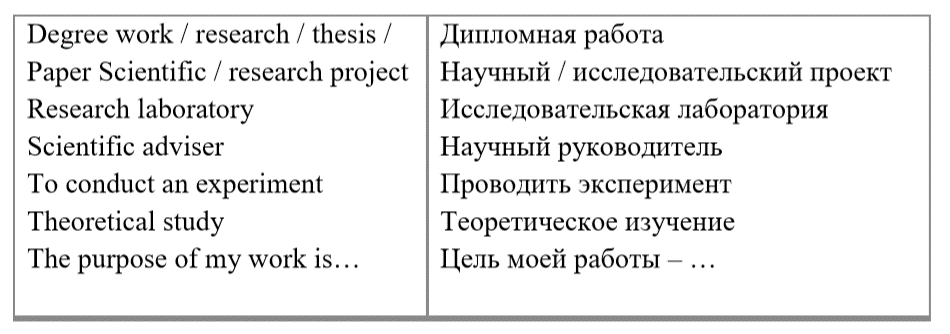 Degree work / research / thesis /
Paper Scientific / research project
Research laboratory
Scientific adviser
To conduct an experiment
Theoretical study
The purpose of my work is…
Дипломная работа
Научный / исследовательский проект
Исследовательская лаборатория
Научный руководитель
Проводить эксперимент
Теоретическое изучение
Цель моей работы – …